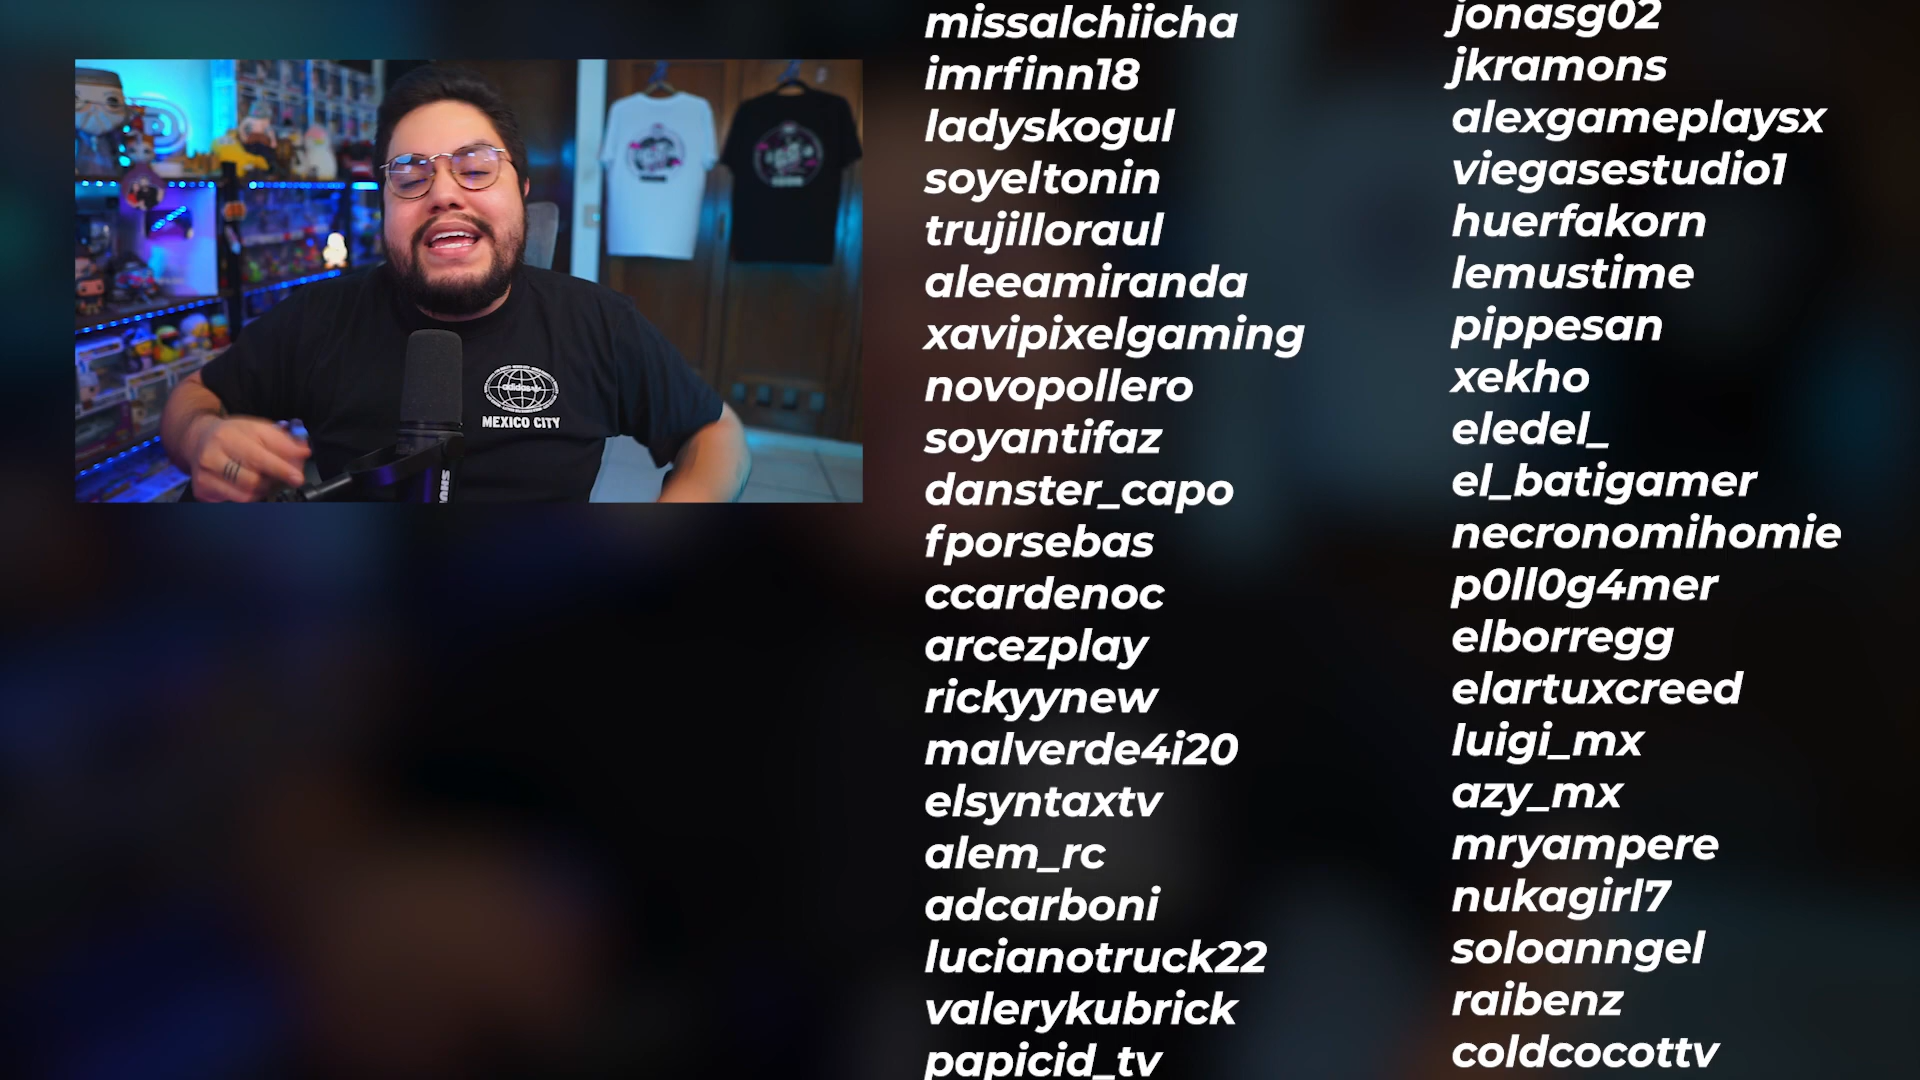 missalchiicha
imrfinn18
ladyskogul
soyeltonin
trujilloraul
aleeamiranda
xavipixelgaming
novopollero
soyantifaz
danster_capo
fporsebas
ccardenoc
arcezplay
rickyynew
malverde4i20
elsyntaxtv
alem_rc
adcarboni
lucianotruck22
valerykubrick
papicid_tv
jonasg02
jkramons
alexgameplaysx
viegasestudio1
huerfakorn
lemustime
pippesan
xekho
eledel_
el_batigamer
necronomihomie
p0ll0g4mer
elborregg
elartuxcreed
luigi_mx
azy_mx
mryampere
nukagirl7
soloanngel
raibenz
coldcocottv
adidas
MEXICO CITY